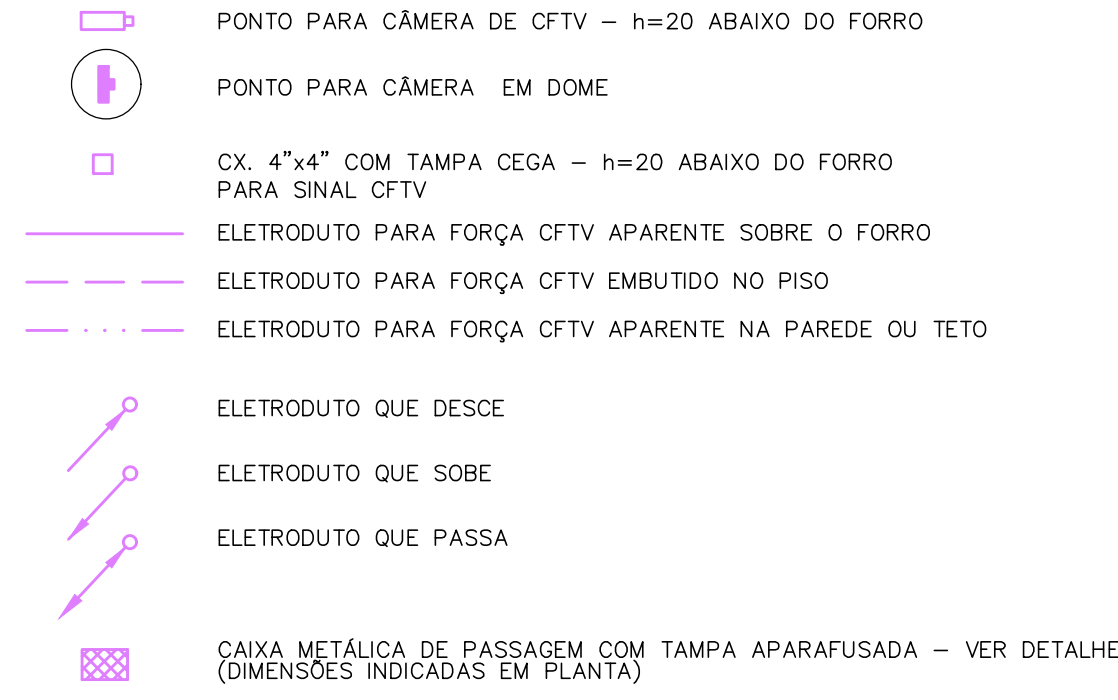 PONTO PARA CÂMERA DE CFTV – h=20 ABAIXO DO FORRO
PONTO PARA CÂMERA EM DOME
CX. 4”x4” COM TAMPA CEGA – h=20 ABAIXO DO FORRO
PARA SINAL CFTV
ELETRODUTO PARA FORÇA CFTV APARENTE SOBRE O FORRO
ELETRODUTO PARA FORÇA CFTV EMBUTIDO NO PISO
ELETRODUTO PARA FORÇA CFTV APARENTE NA PAREDE OU TETO
ELETRODUTO QUE DESCE
ELETRODUTO QUE SOBE
ELETRODUTO QUE PASSA
CAIXA METÁLICA DE PASSAGEM COM TAMPA APARAFUSADA – VER DETALHE
(DIMENSÕES INDICADAS EM PLANTA)